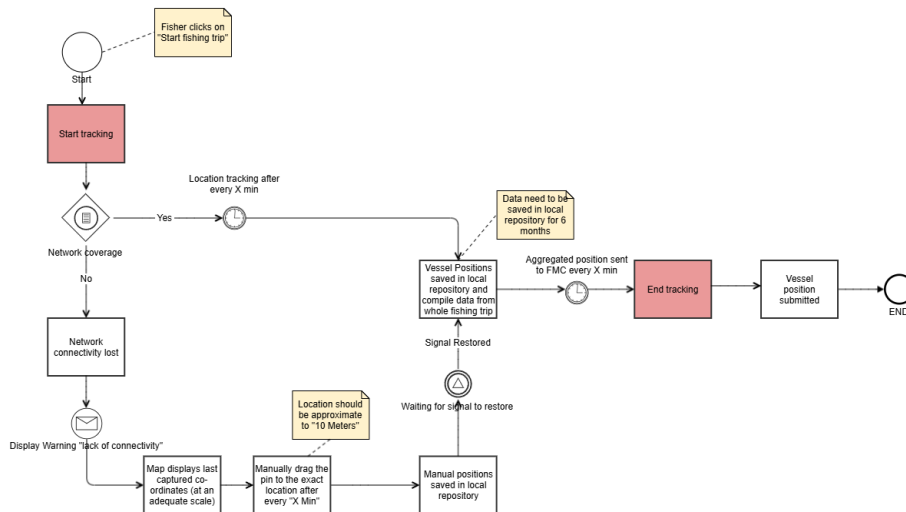 Fisher clicks on
"Start fishing trip"
Start
Start tracking
Location tracking after
every X min
Yes
Network coverage
No
Data need to be
saved in local
repository for 6
months
Vessel Positions
saved in local
repository and
compile data from
whole fishing trip
Aggregated position sent
to FMC every X min
End tracking
Vessel
position
submitted
END
Network
connectivity lost
Signal Restored
Waiting for signal to restore
Display Warning "lack of connectivity"
Location should
be approximate
to "10 Meters"
Map displays last
captured co-
ordinates (at an
adequate scale)
Manually drag the
pin to the exact
location after
every "X Min"
Manual positions
saved in local
repository